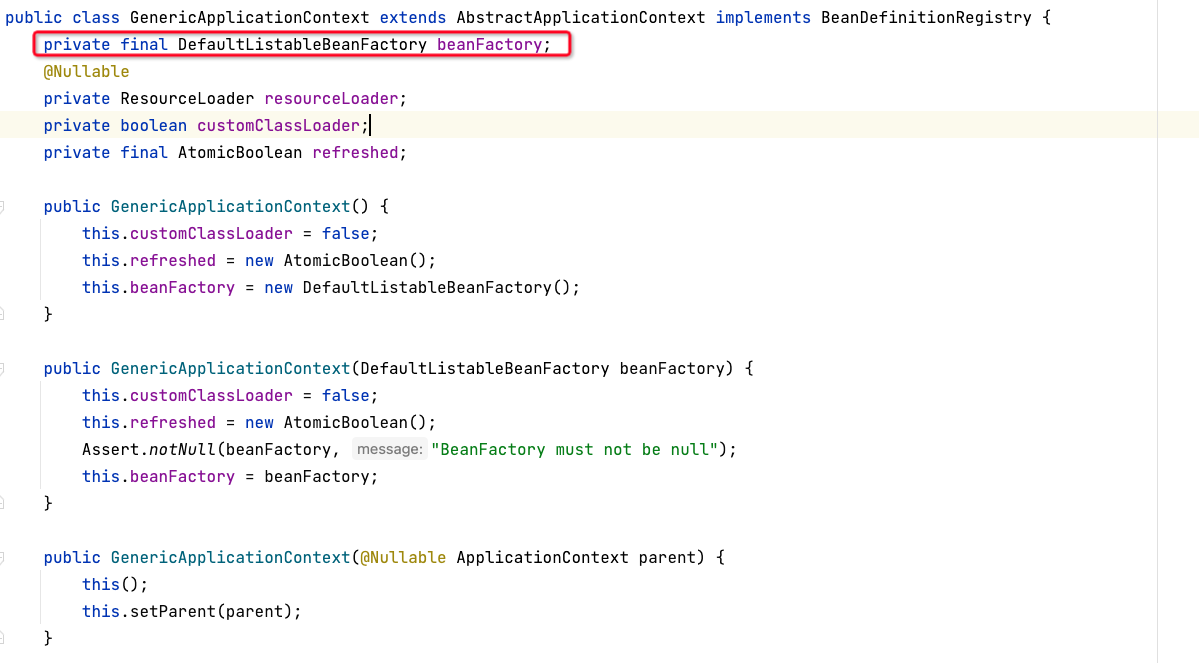 public class GenericApplicationContext extends AbstractApplicationContext implements BeanDefinitionRegistry {
private final DefaultListableBeanFactory beanFactory;
@Nullable
private ResourceLoader resourceLoader;
private boolean customClassLoader;
private final AtomicBoolean refreshed;
public GenericApplicationContext() {
this.customClassLoader = false;
this.refreshed = new AtomicBoolean();
this.beanFactory = new DefaultListableBeanFactory();
}
public GenericApplicationContext(DefaultListableBeanFactory beanFactory) {
this.customClassLoader = false;
this.refreshed = new AtomicBoolean();
Assert.notNull(beanFactory, message: "BeanFactory must not be null");
this.beanFactory = beanFactory;
}
public GenericApplicationContext(@Nullable ApplicationContext parent) {
this();
this.setParent(parent);
}